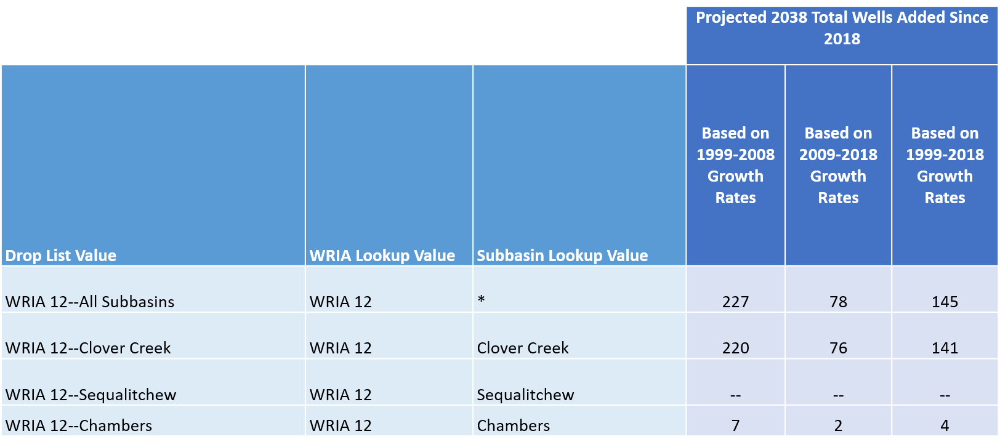 Projected 2038 Total Wells Added Since
2018
Based on
1999-2008
Growth
Rates
Based on
2009-2018
Growth
Rates
Based on
1999-2018
Growth
Rates
Drop List Value WRIA Lookup Value Subbasin Lookup Value
WRIA 12--All Subbasins WRIA 12 * 227 78 145
WRIA 12--Clover Creek WRIA 12 Clover Creek 220 76 141
WRIA 12--Sequalitchew WRIA 12 Sequalitchew -- -- --
WRIA 12--Chambers WRIA 12 Chambers 7 2 4